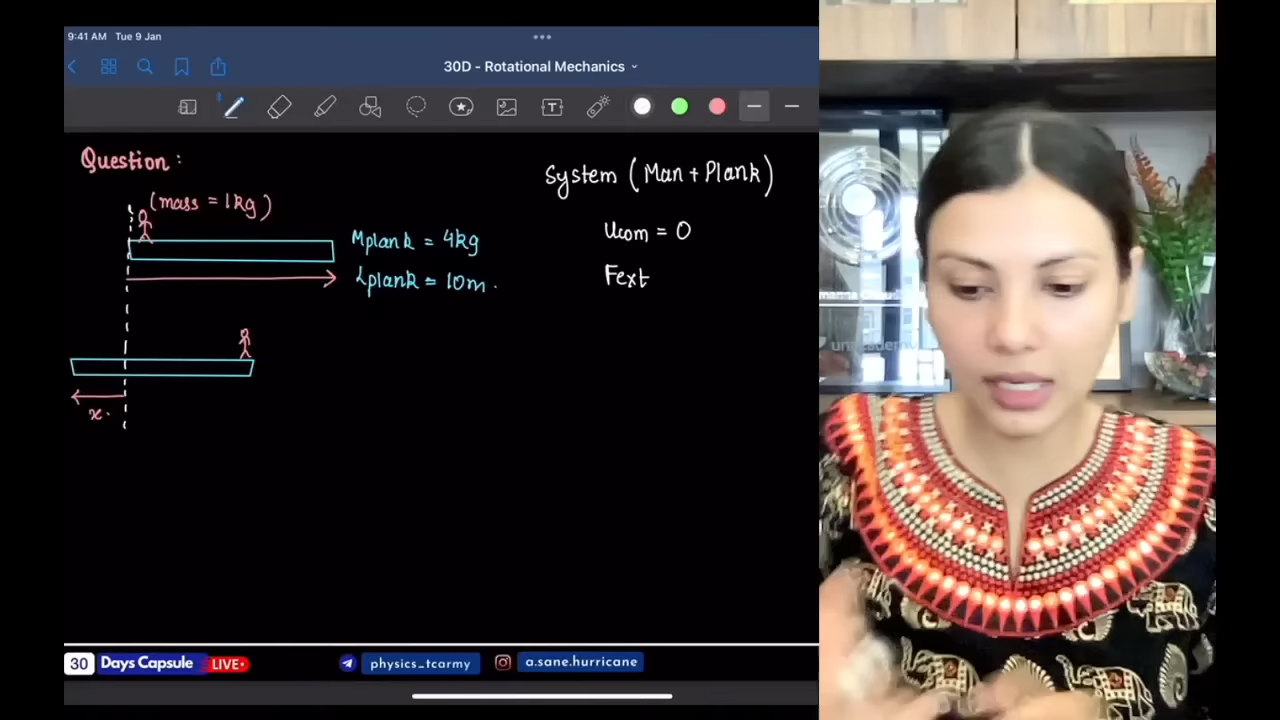 9:41 AM Tue 9 Jan
30D - Rotational Mechanics
Question :
(mass = 1kg)
System (Man + Plank)
Mplank = 4kg
Ucom = 0
Lplank = 10m.
Fext
x.
unacademy
30 Days Capsule LIVE
physics_tcarmy
a.sane.hurricane